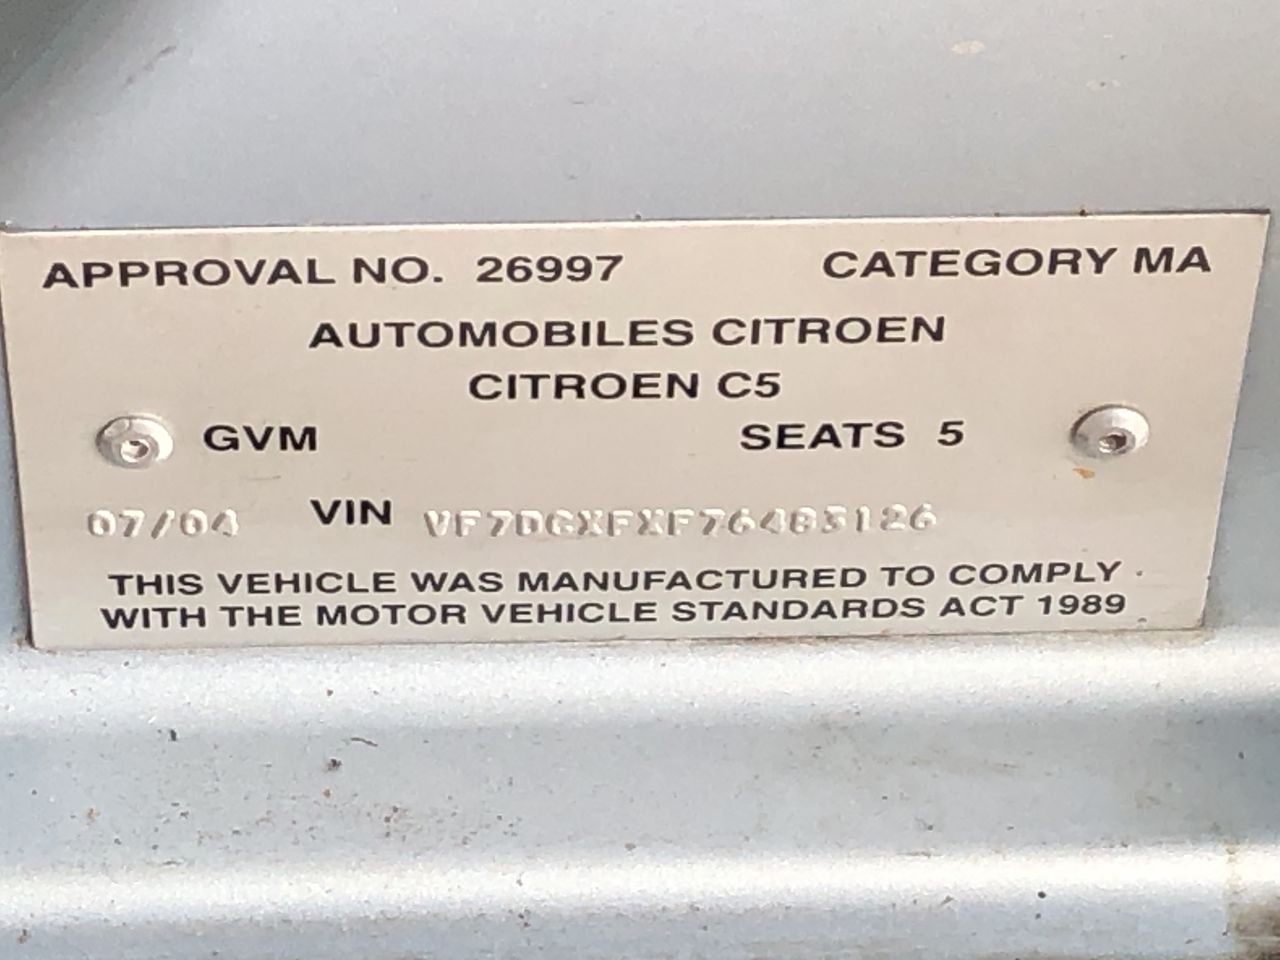 APPROVAL NO. 26997 CATEGORY MA
AUTOMOBILES CITROEN
CITROEN C5
GVM SEATS 5
07/04 VIN VF7DGXFXF76483126
THIS VEHICLE WAS MANUFACTURED TO COMPLY
WITH THE MOTOR VEHICLE STANDARDS ACT 1989